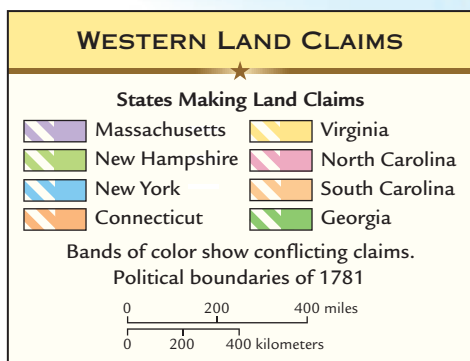 WESTERN LAND CLAIMS
States Making Land Claims
Massachusetts
New Hampshire
New York
Connecticut
Virginia
North Carolina
South Carolina
Georgia
Bands of color show conflicting claims.
Political boundaries of 1781
0 200 400 miles
0 200 400 kilometers